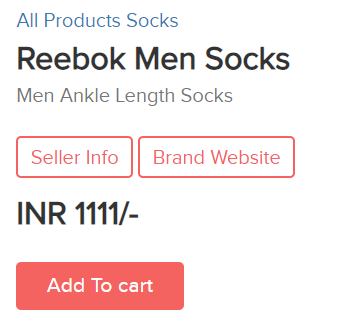 All Products Socks
Reebok Men Socks
Men Ankle Length Socks
Seller Info Brand Website
INR 1111/-
Add To cart